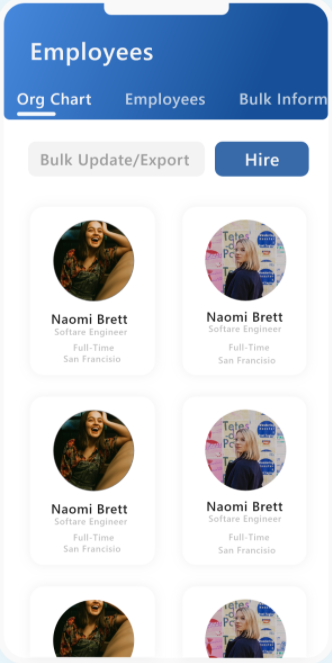 Employees
Org Chart Employees Bulk Inform
Bulk Update/Export Hire
Naomi Brett Naomi Brett
Softare Engineer Softare Engineer
Full-Time Full-Time
San Francisio San Francisio
Naomi Brett Naomi Brett
Softare Engineer Softare Engineer
Full-Time Full-Time
San Francisio San Francisio